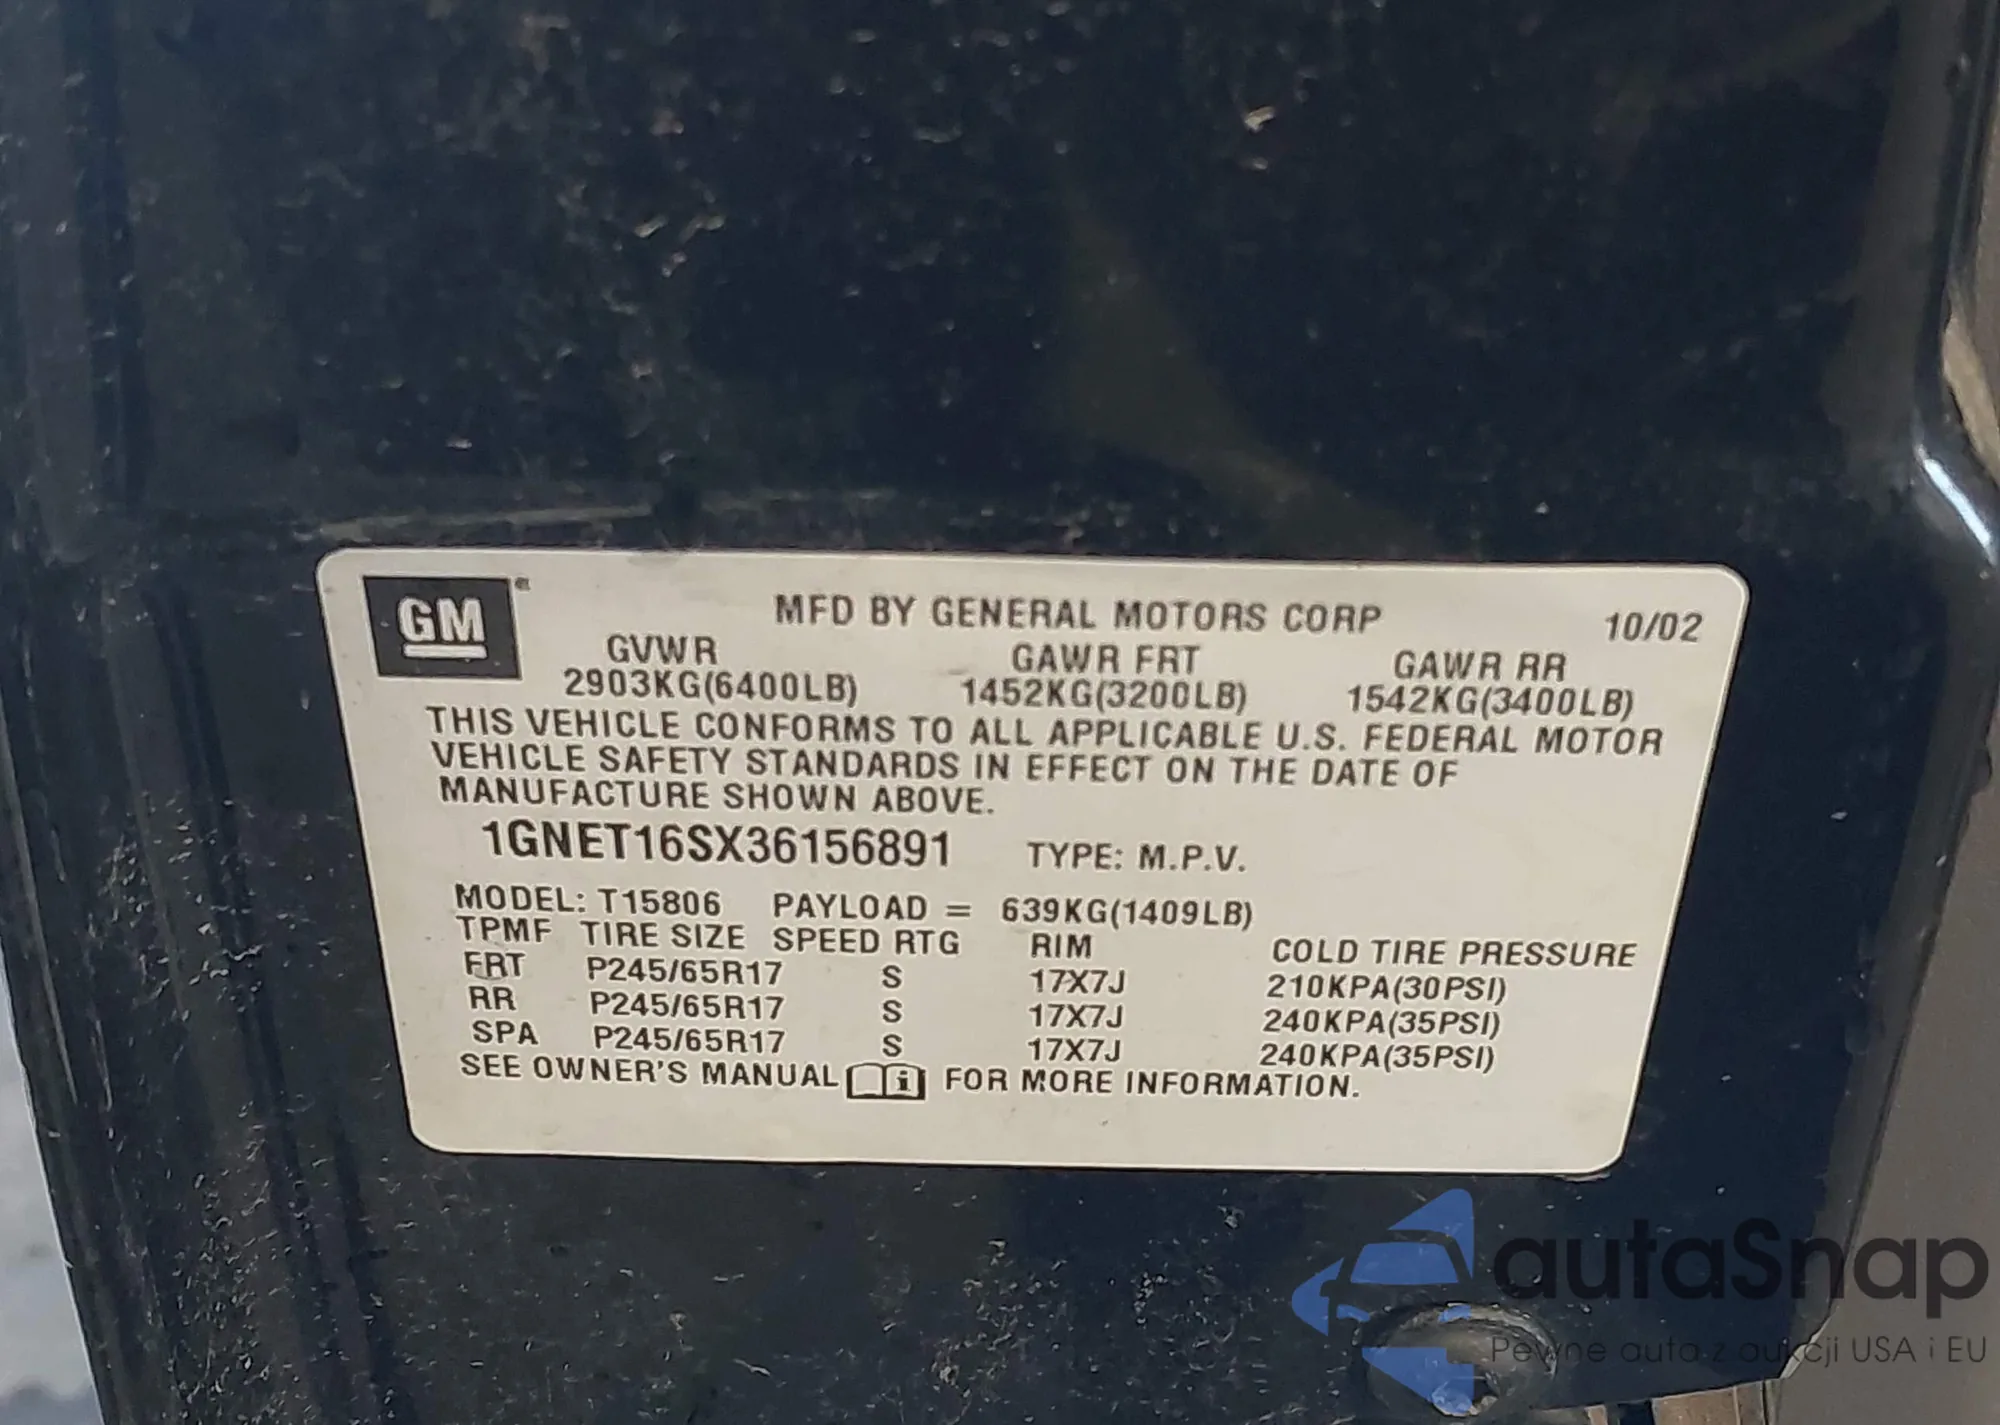 GM
MFD BY GENERAL MOTORS CORP 10/02
GVWR GAWR FRT GAWR RR
2903KG(6400LB) 1452KG(3200LB) 1542KG(3400LB)
THIS VEHICLE CONFORMS TO ALL APPLICABLE U.S. FEDERAL MOTOR
VEHICLE SAFETY STANDARDS IN EFFECT ON THE DATE OF
MANUFACTURE SHOWN ABOVE.
1GNET16SX36156891 TYPE: M.P.V.
MODEL: T15806 PAYLOAD = 639KG(1409LB)
TPMF TIRE SIZE SPEED RTG RIM COLD TIRE PRESSURE
FRT P245/65R17 S 17X7J 210KPA(30PSI)
RR P245/65R17 S 17X7J 240KPA(35PSI)
SPA P245/65R17 S 17X7J 240KPA(35PSI)
SEE OWNER'S MANUAL FOR MORE INFORMATION.
autaSnap
Pewne auta z aukcji USA i EU